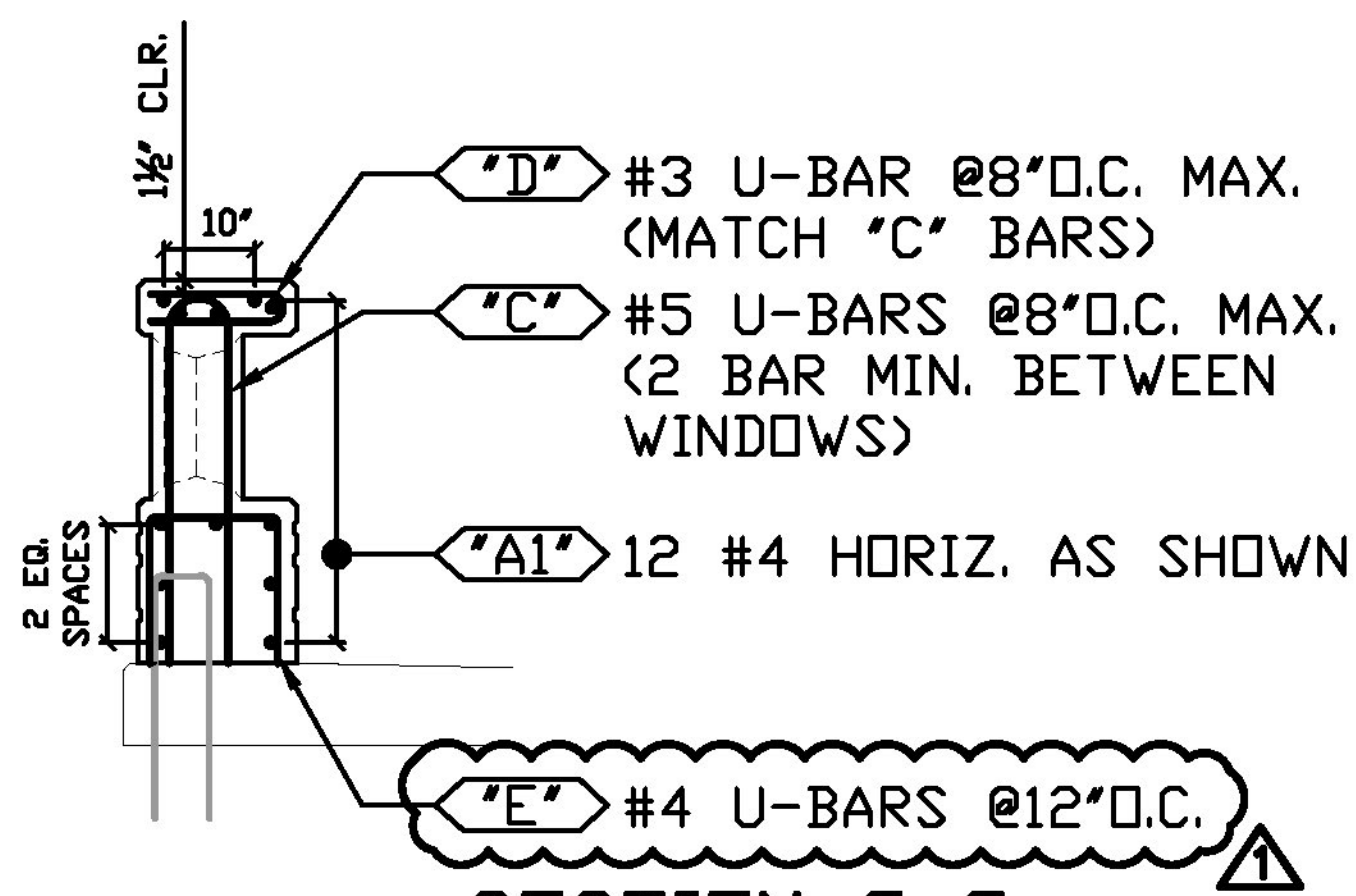 1½" CLR.
10"
"D" #3 U-BAR @8"O.C. MAX.
(MATCH "C" BARS)
"C" #5 U-BARS @8"O.C. MAX.
(2 BAR MIN. BETWEEN
WINDOWS)
2 EQ.
SPACES
"A1" 12 #4 HORIZ. AS SHOWN
"E" #4 U-BARS @12"O.C.
1
SECTION